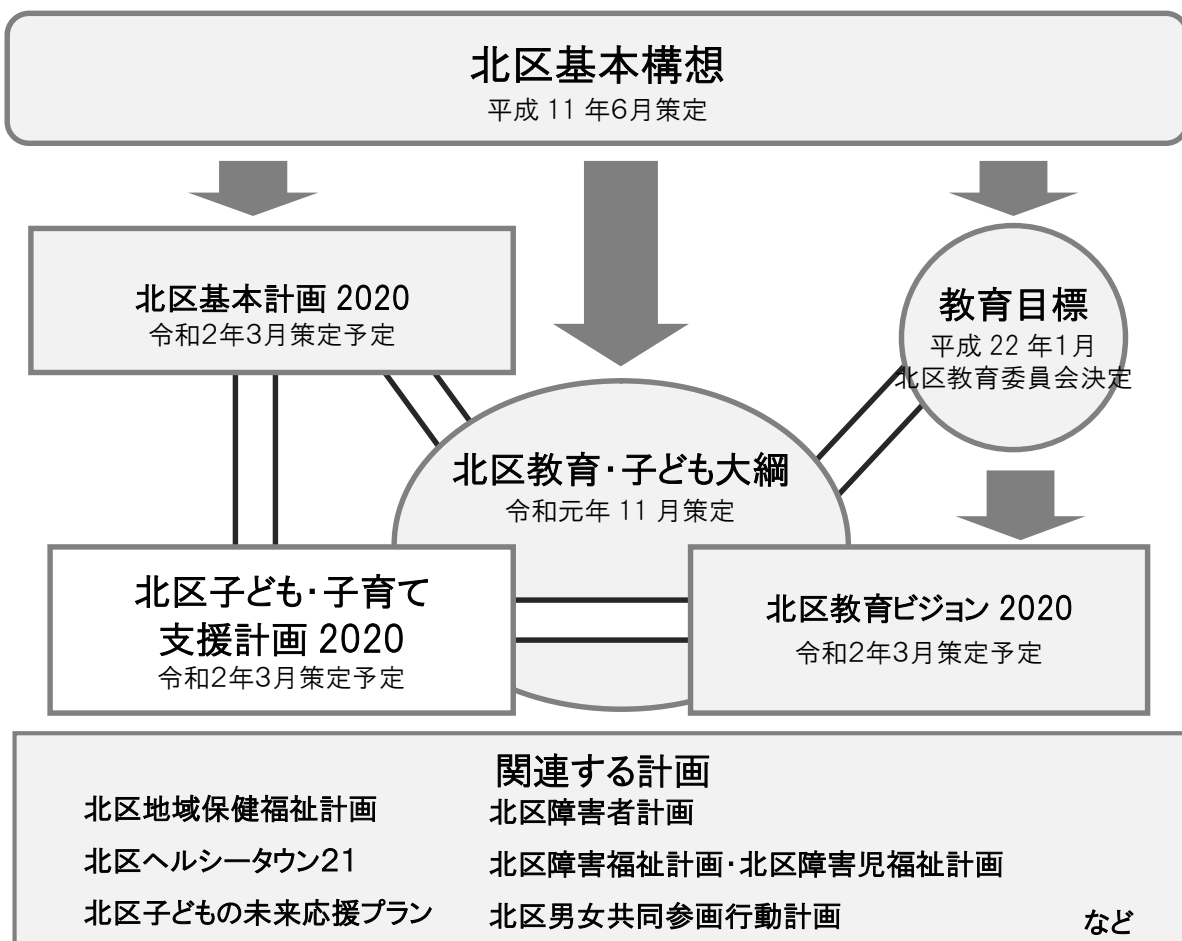 北区基本構想
平成 11 年6月策定
北区基本計画 2020
令和2年3月策定予定
教育目標
平成 22 年1月
北区教育委員会決定
北区教育・子ども大綱
令和元年 11 月策定
北区子ども・子育て
支援計画 2020
令和2年3月策定予定
北区教育ビジョン 2020
令和2年3月策定予定
関連する計画
北区地域保健福祉計画
北区障害者計画
北区ヘルシータウン21
北区障害福祉計画・北区障害児福祉計画
北区子どもの未来応援プラン
北区男女共同参画行動計画
など